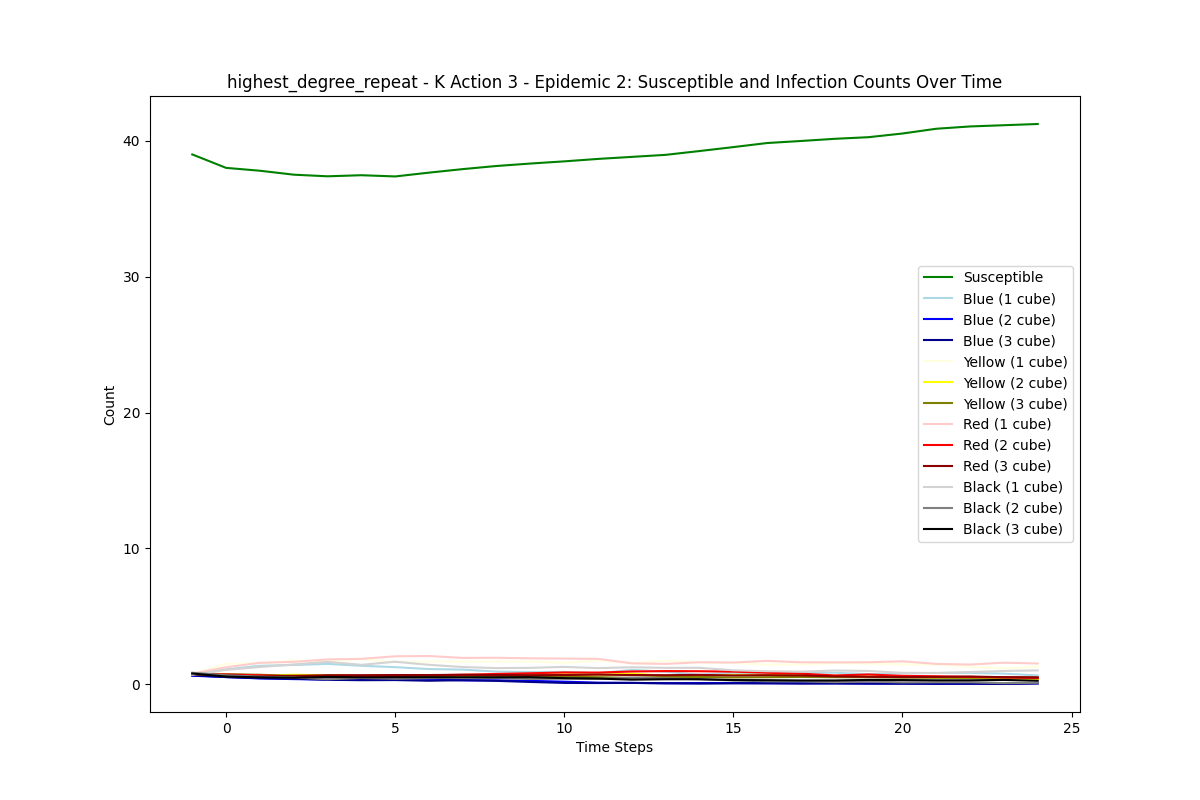 highest_degree_repeat - K Action 3 - Epidemic 2: Susceptible and Infection Counts Over Time
40
30
20
10
0
Count
Susceptible
Blue (1 cube)
Blue (2 cube)
Blue (3 cube)
Yellow (1 cube)
Yellow (2 cube)
Yellow (3 cube)
Red (1 cube)
Red (2 cube)
Red (3 cube)
Black (1 cube)
Black (2 cube)
Black (3 cube)
0 5 10 15 20 25
Time Steps